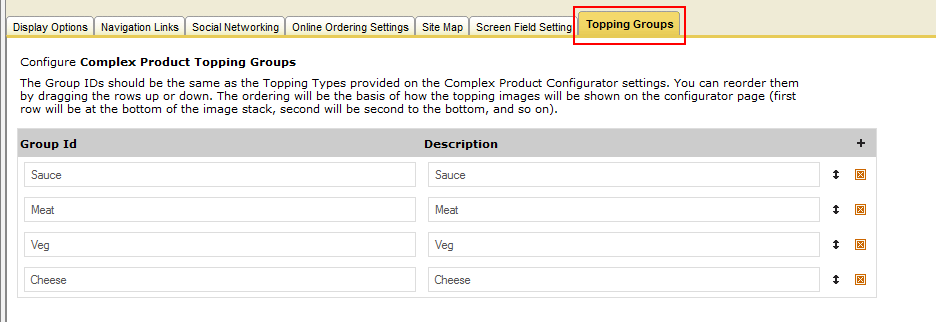 Display Options Navigation Links Social Networking Online Ordering Settings Site Map Screen Field Setting Topping Groups
Configure Complex Product Topping Groups
The Group IDs should be the same as the Topping Types provided on the Complex Product Configurator settings. You can reorder them
by dragging the rows up or down. The ordering will be the basis of how the topping images will be shown on the configurator page (first
row will be at the bottom of the image stack, second will be second to the bottom, and so on).
Group Id Description +
Sauce Sauce
Meat Meat
Veg Veg
Cheese Cheese